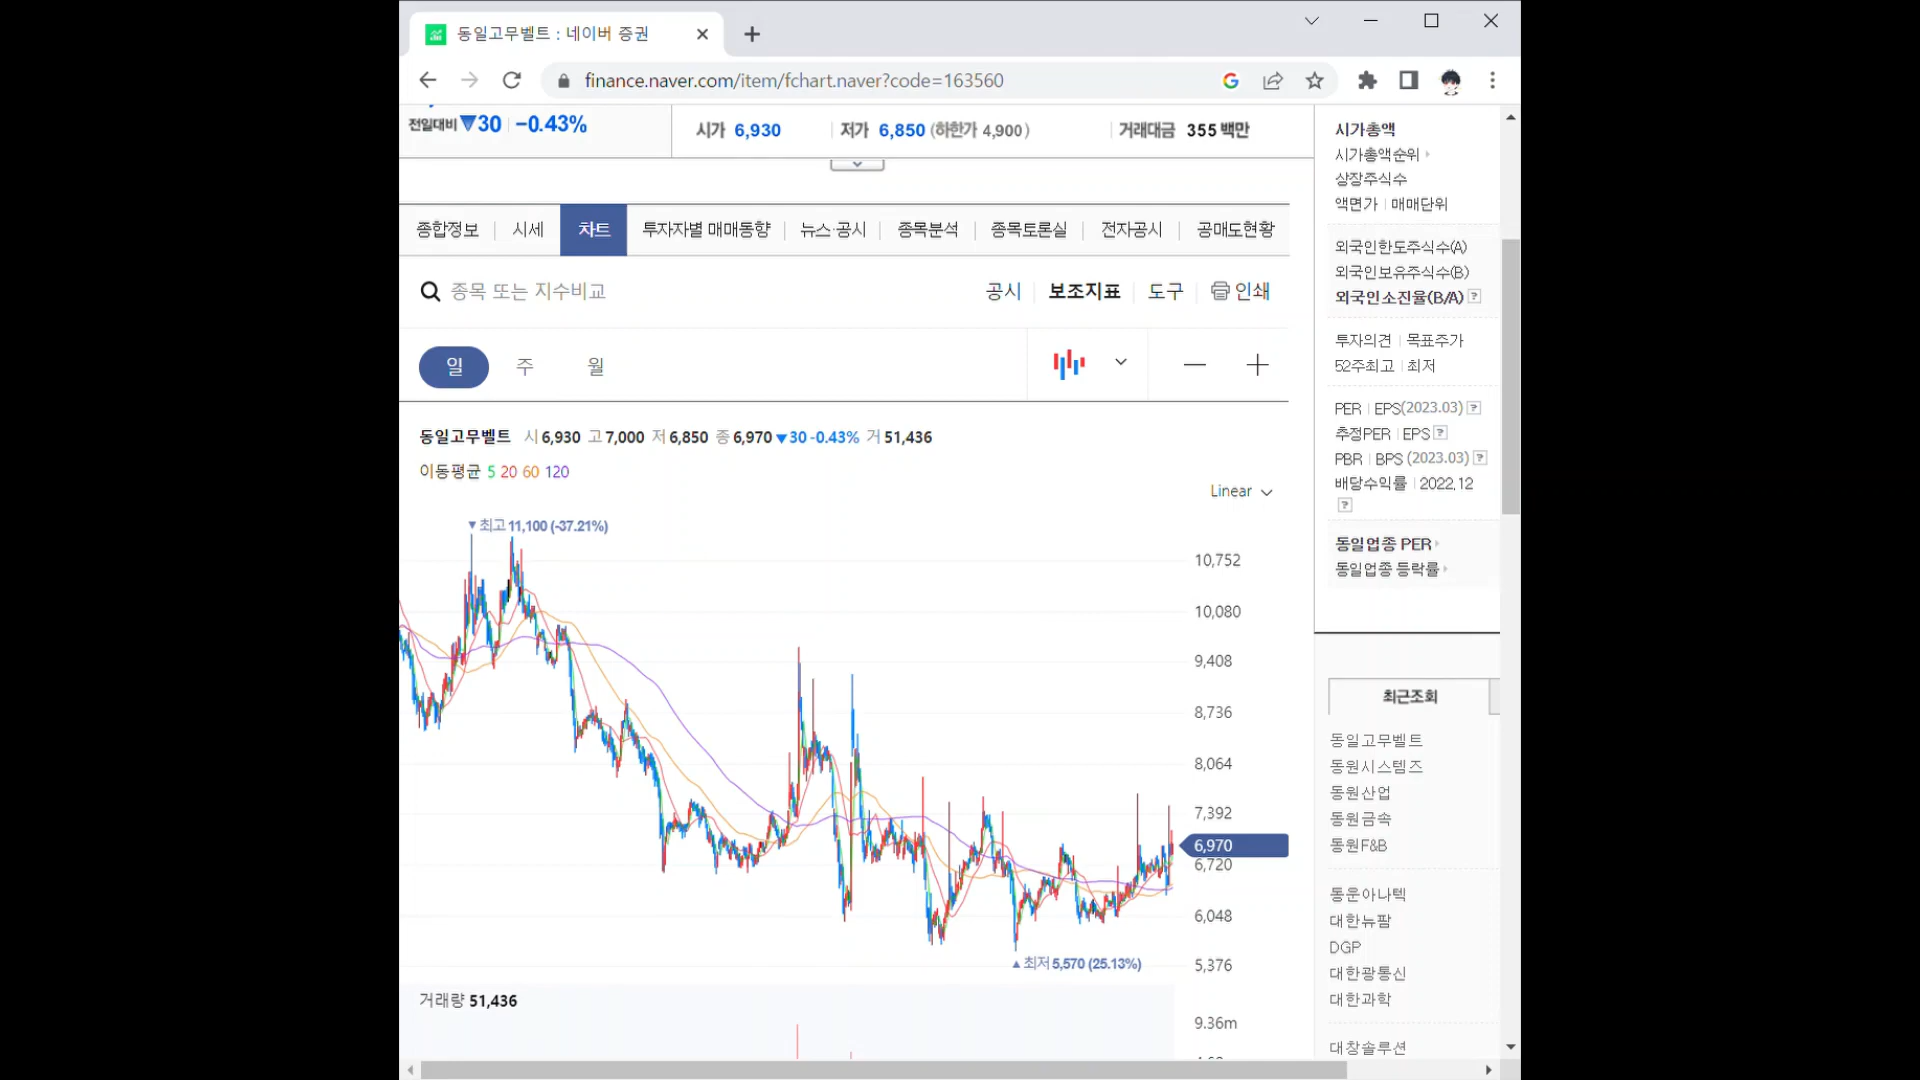 동일고무벨트 : 네이버 증권
finance.naver.com/item/fchart.naver?code=163560
전일대비 ▼30 -0.43%
시가 6,930
저가 6,850 (하한가 4,900)
거래대금 355 백만
종합정보 시세 차트 투자자별 매매동향 뉴스·공시 종목분석 종목토론실 전자공시 공매도현황
종목 또는 지수비교
공시 보조지표 도구 인쇄
일 주 월
동일고무벨트 시 6,930 고 7,000 저 6,850 종 6,970 ▼30 -0.43% 거 51,436
이동평균 5 20 60 120
Linear
▼최고 11,100 (-37.21%)
10,752
10,080
9,408
8,736
8,064
7,392
6,970
6,720
6,048
5,376
▲최저 5,570 (25.13%)
거래량 51,436
9.36m
시가총액
시가총액순위
상장주식수
액면가 매매단위
외국인한도주식수(A)
외국인보유주식수(B)
외국인소진율(B/A) ?
투자의견 목표주가
52주최고 최저
PER EPS(2023.03) ?
추정PER EPS ?
PBR BPS (2023.03) ?
배당수익률 2022.12
?
동일업종 PER
동일업종 등락률
최근조회
동일고무벨트
동원시스템즈
동원산업
동원금속
동원F&B
동운아나텍
대한뉴팜
DGP
대한광통신
대한과학
대창솔루션